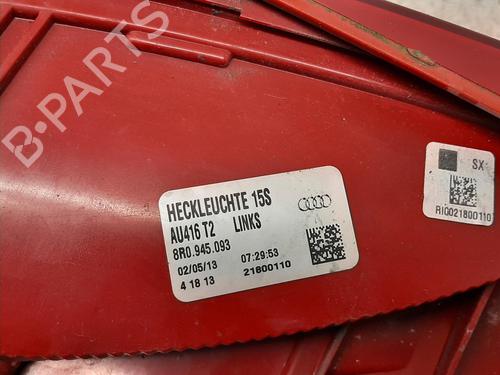 B-PARTS
HECKLEUCHTE 15S
AU416 T2 LINKS
8R0.945.093
02/05/13 07:29:53
4 18 13 21800110
SX
RI0021800110